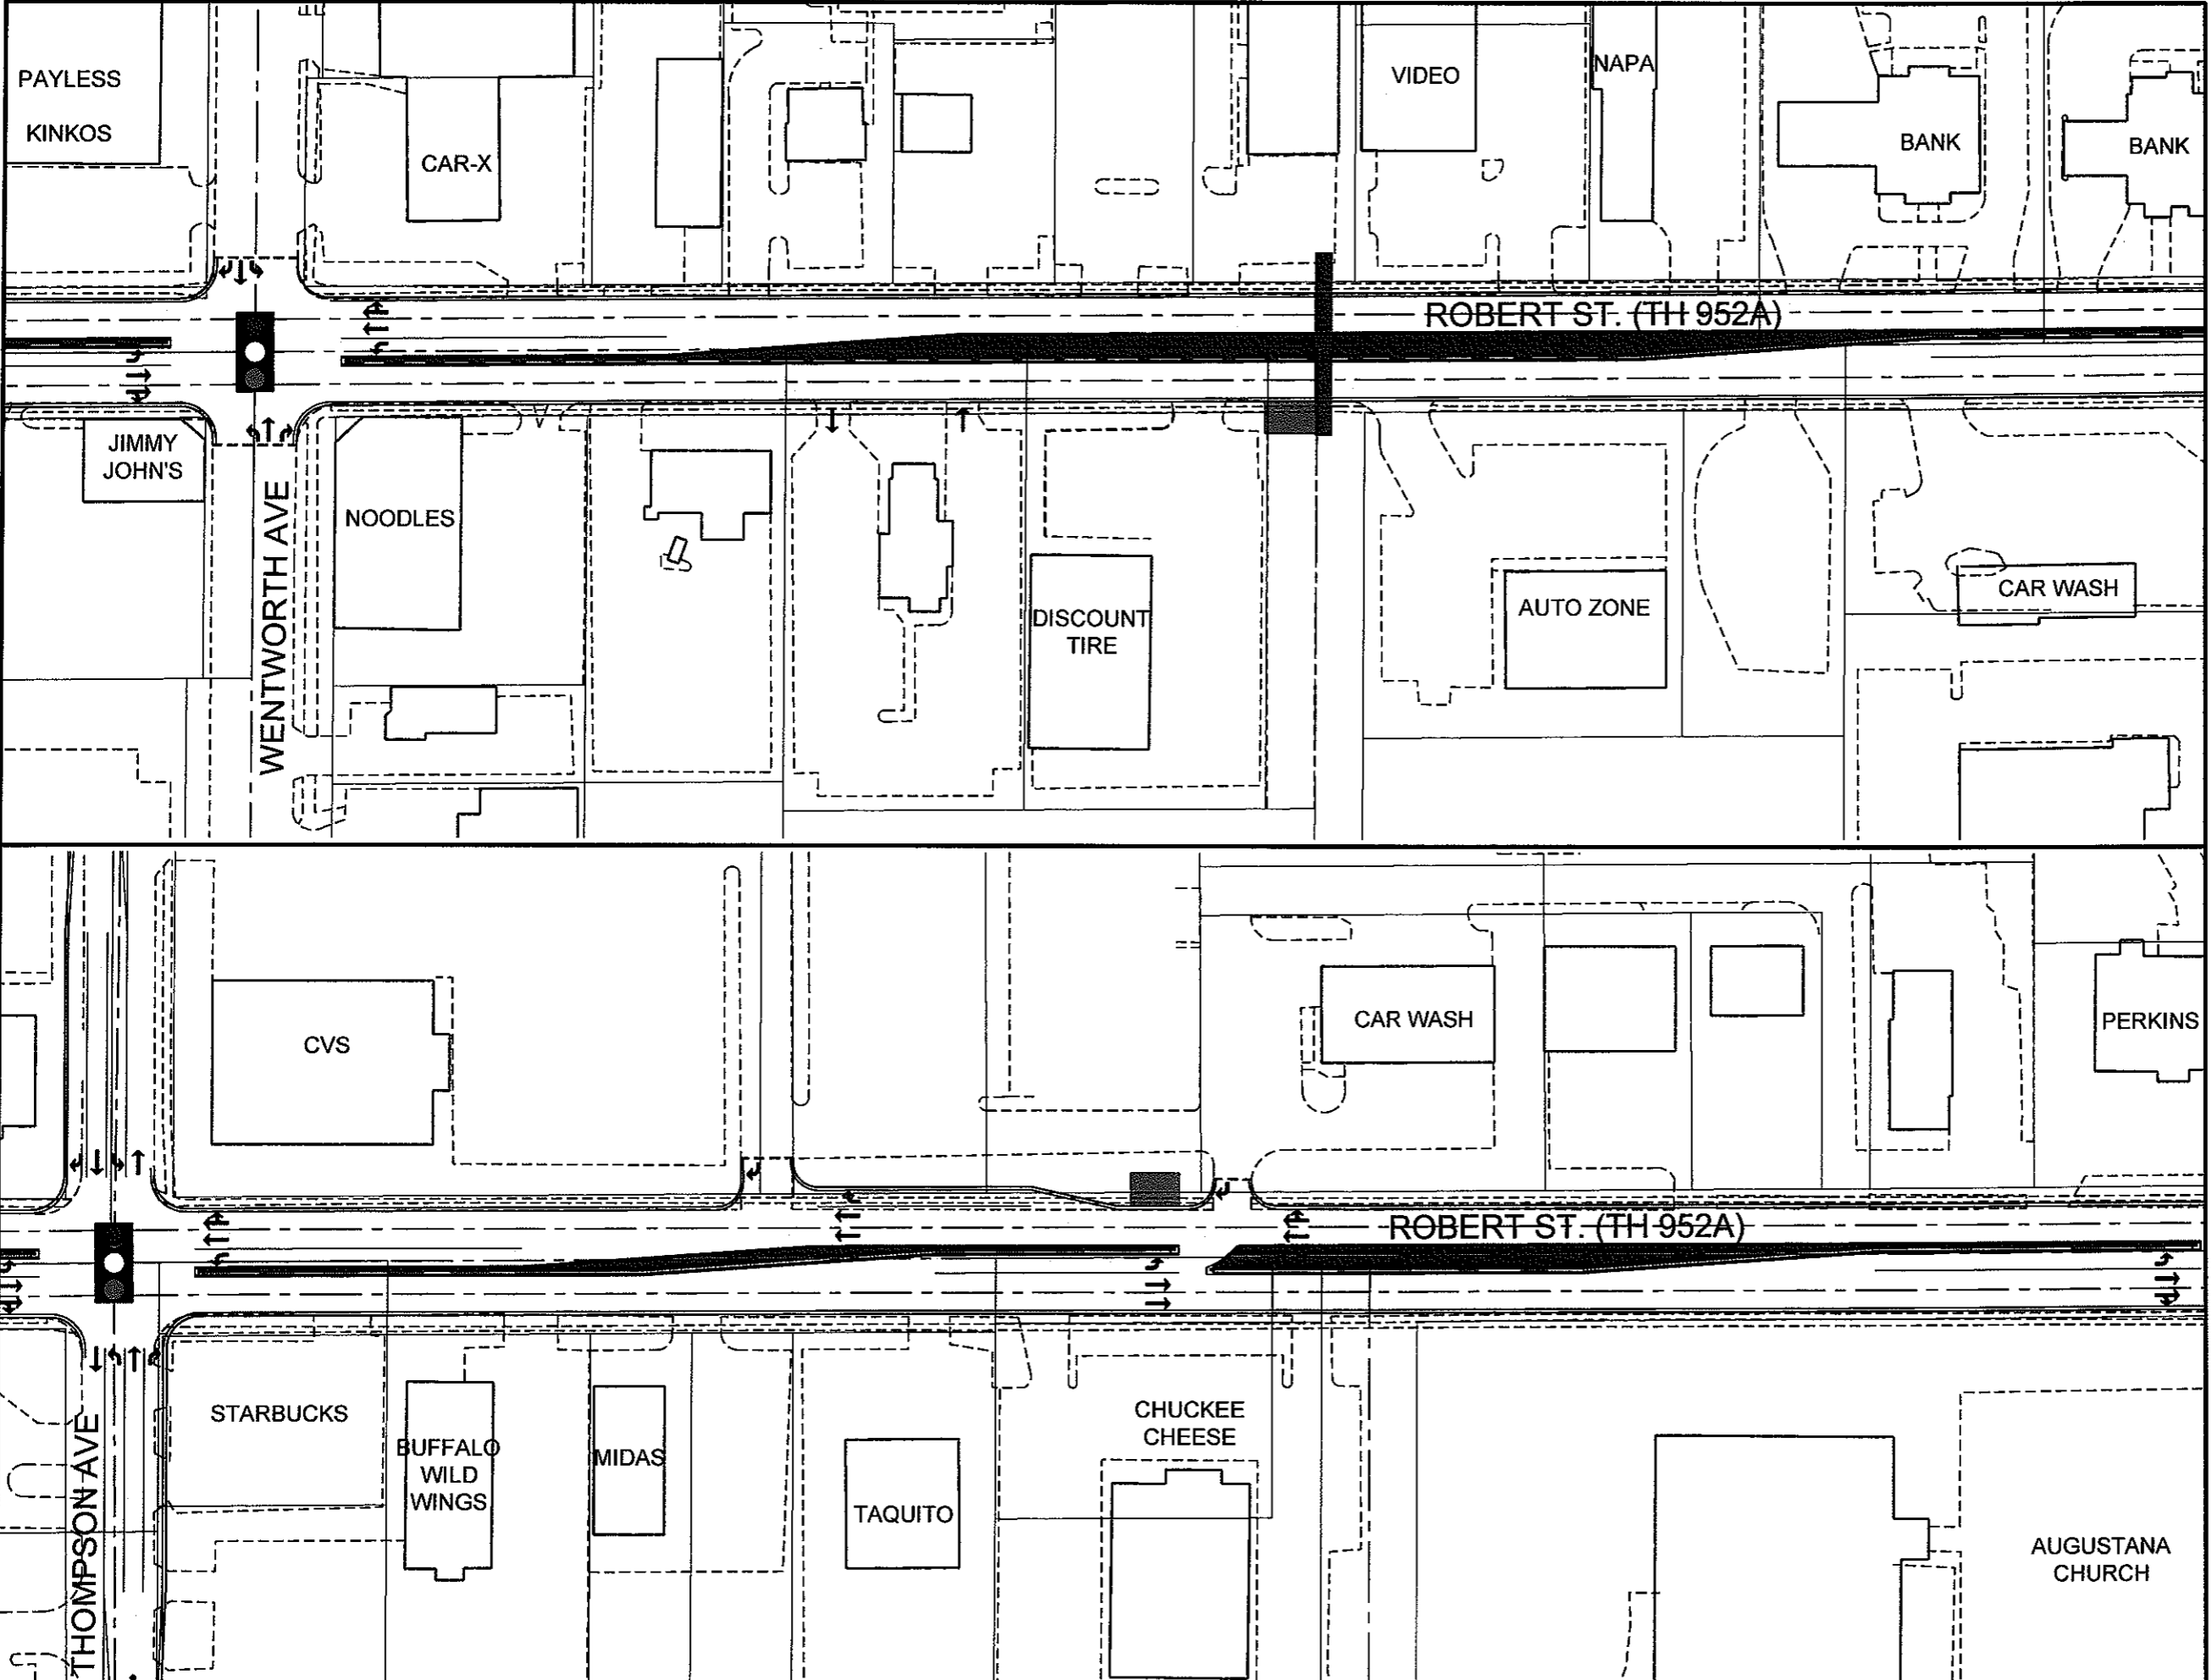 PAYLESS
KINKOS
CAR-X
VIDEO
NAPA
BANK
BANK
ROBERT ST. (TH 952A)
JIMMY
JOHN'S
WENTWORTH AVE
NOODLES
DISCOUNT
TIRE
AUTO ZONE
CAR WASH
CVS
CAR WASH
PERKINS
ROBERT ST. (TH 952A)
THOMPSON AVE
STARBUCKS
BUFFALO
WILD
WINGS
MIDAS
TAQUITO
CHUCKEE
CHEESE
AUGUSTANA
CHURCH